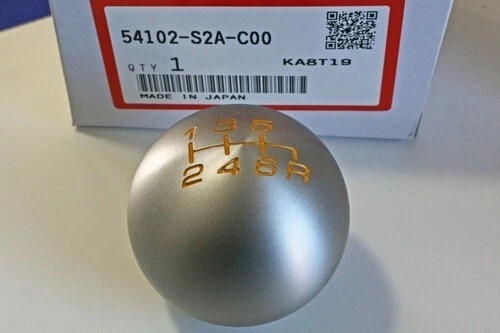 54102-S2A-C00
QTY 1
KA8T19
MADE IN JAPAN
1 3 5
2 4 6 R